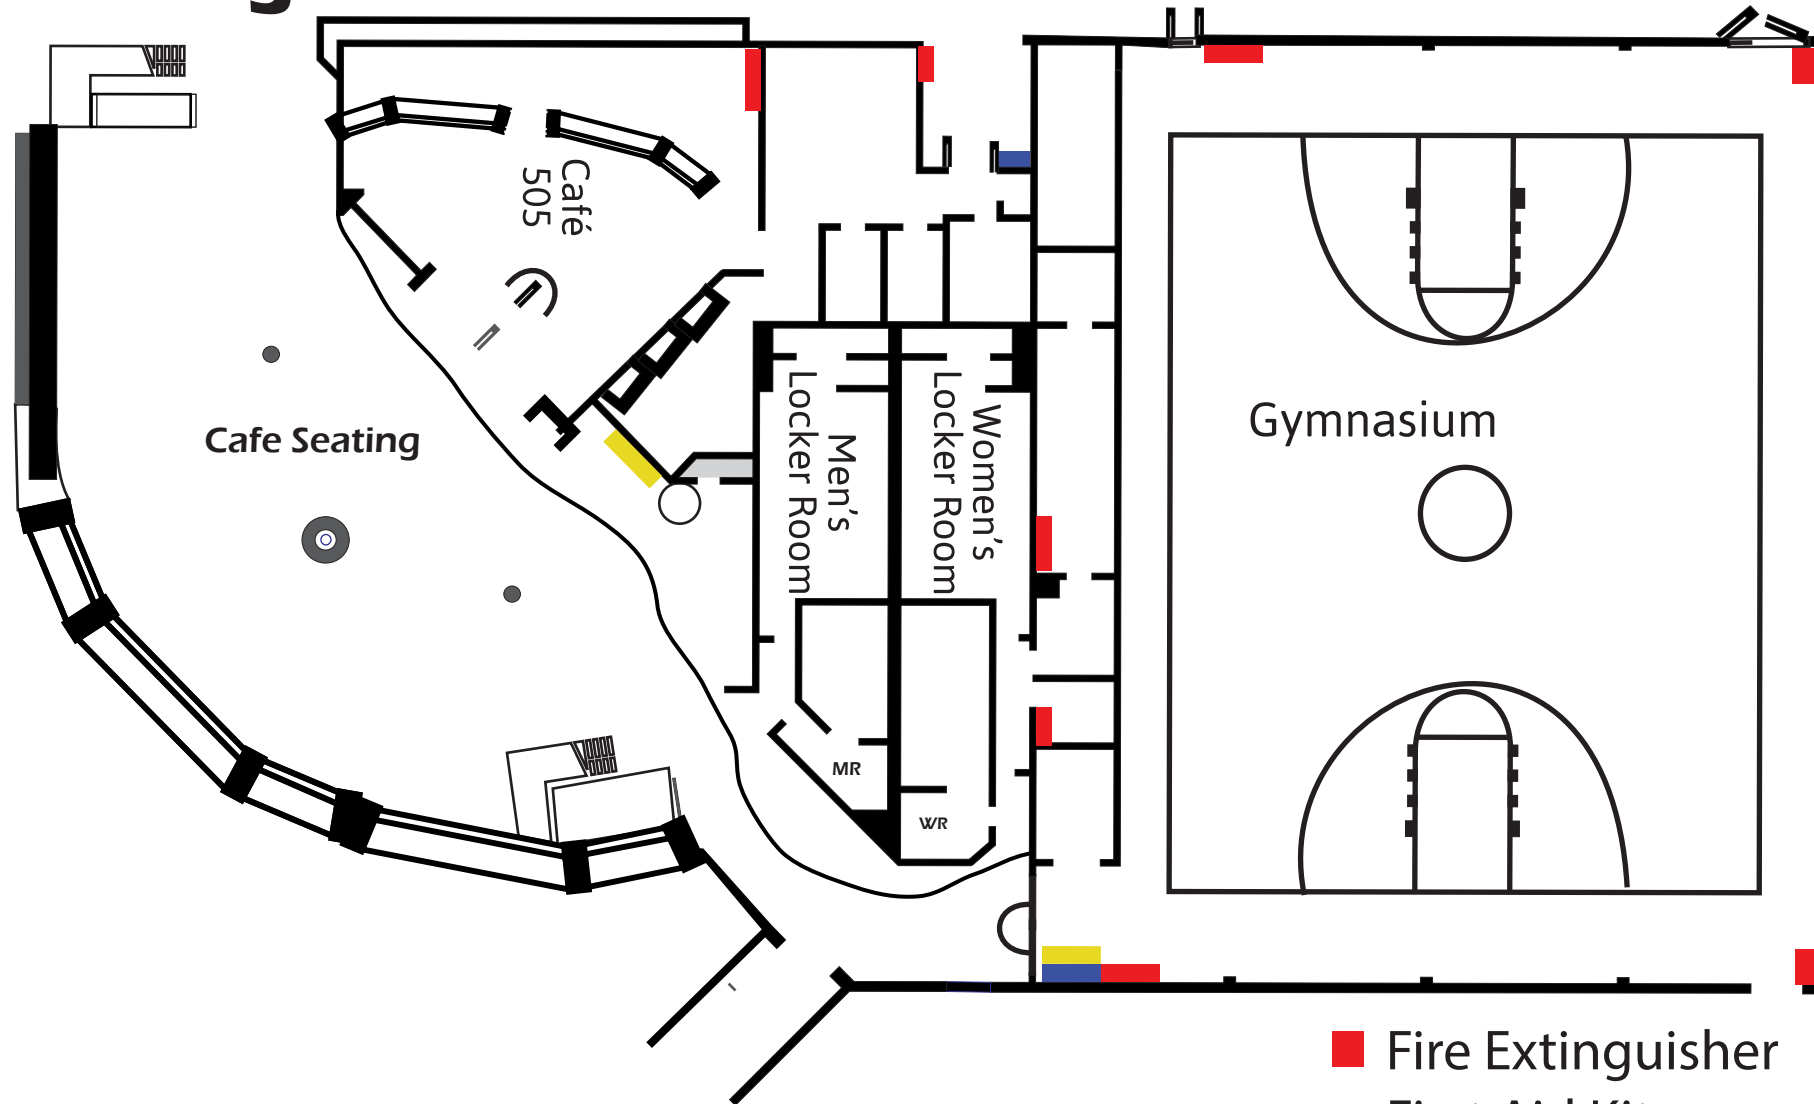 Café
505
Cafe Seating
Men's
Locker Room
Women's
Locker Room
Gymnasium
MR
WR
Fire Extinguisher